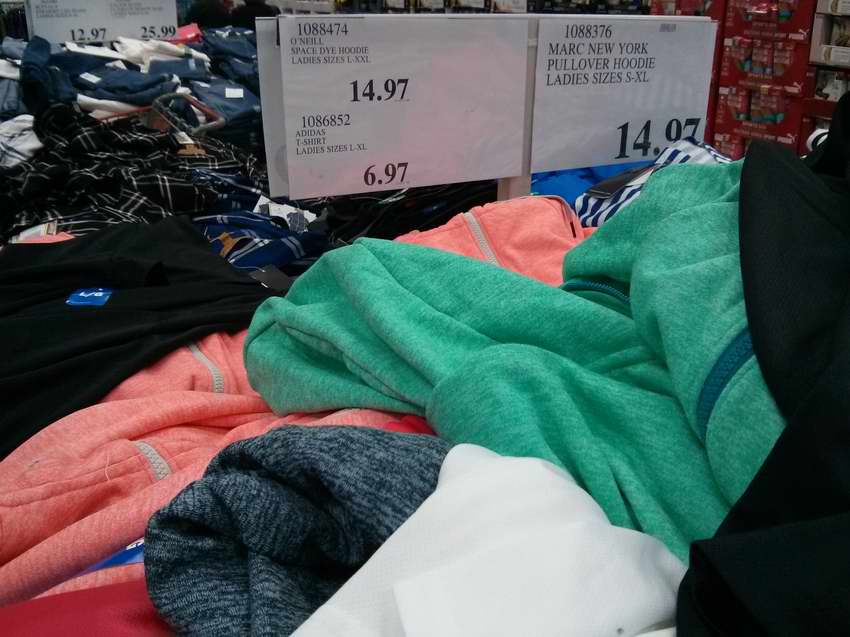 12.97 25.99
1088474
O'NEILL
SPACE DYE HOODIE
LADIES SIZES L-XXL
14.97
1086852
ADIDAS
T-SHIRT
LADIES SIZES L-XL
6.97
1088376
MARC NEW YORK
PULLOVER HOODIE
LADIES SIZES S-XL
14.97